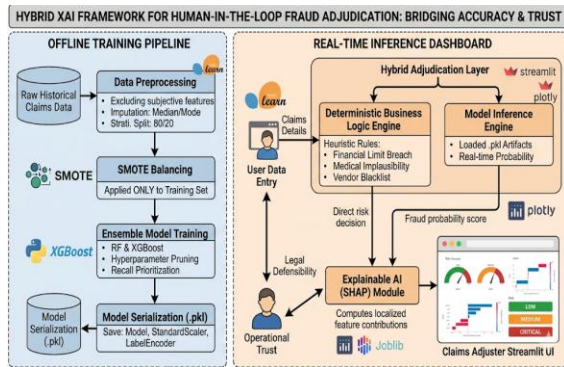 HYBRID XAI FRAMEWORK FOR HUMAN-IN-THE-LOOP FRAUD ADJUDICATION: BRIDGING ACCURACY & TRUST
OFFLINE TRAINING PIPELINE
Raw Historical
Claims Data
Data Preprocessing
learn
• Excluding subjective features
• Imputation: Median/Mode
• Strati. Split: 80/20
SMOTE
SMOTE Balancing
Applied ONLY to Training Set
XGBoost
Ensemble Model Training
• RF & XGBoost
• Hyperparameter Pruning
• Recall Prioritization
Model
Serialization
(.pkl)
Model Serialization (.pkl)
Save: Model, StandardScaler,
LabelEncoder
REAL-TIME INFERENCE DASHBOARD
Hybrid Adjudication Layer
streamlit
plotly
learn
Claims
Details
User Data
Entry
Deterministic Business
Logic Engine
Heuristic Rules:
• Financial Limit Breach
• Medical Implausibility
• Vendor Blacklist
Model Inference
Engine
• Loaded .pkl Artifacts
• Real-time Probability
Direct risk
decision
Fraud probability score
plotly
Legal
Defensibility
Operational
Trust
Explainable AI
(SHAP) Module
Computes localized
feature contributions
Joblib
LOW
MEDIUM
CRITICAL
Claims Adjuster Streamlit UI